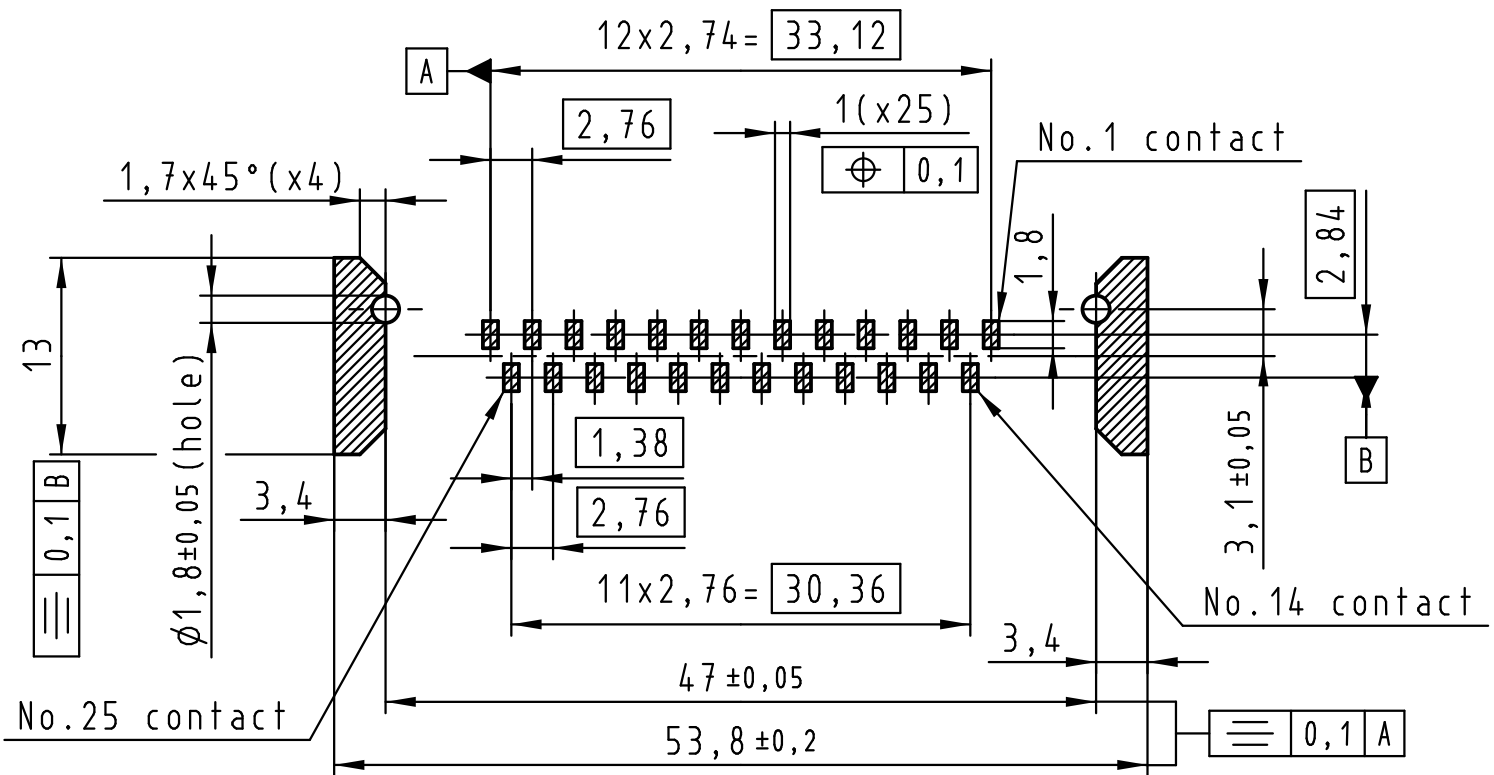 12x2,74= 33,12
A
2,76
1(x25)
No.1 contact
⌖ 0,1
1,7x45°(x4)
2,84
1,8
13
ø1,8±0,05(hole)
1,38
3,1±0,05
B
⌯ 0,1 B
3,4
2,76
11x2,76= 30,36
No.14 contact
3,4
47±0,05
No.25 contact
53,8±0,2
⌯ 0,1 A